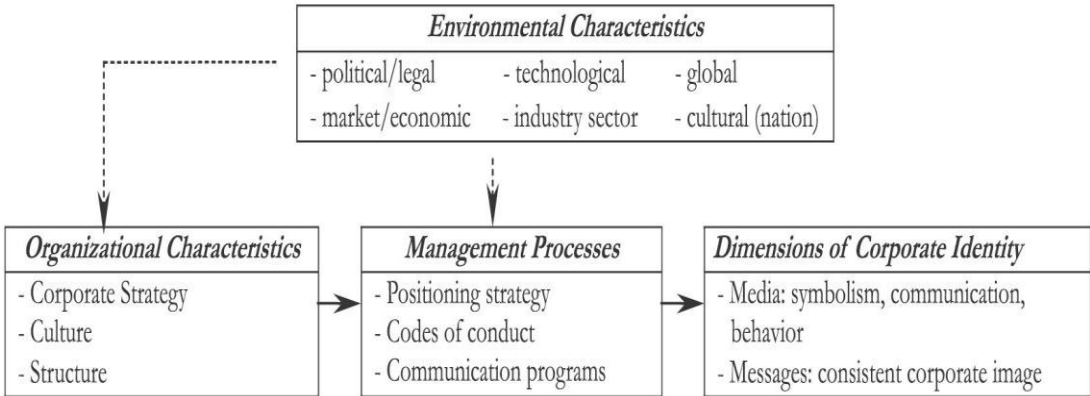 Environmental Characteristics
- political/legal - technological - global
- market/economic - industry sector - cultural (nation)
Organizational Characteristics
- Corporate Strategy
- Culture
- Structure
Management Processes
- Positioning strategy
- Codes of conduct
- Communication programs
Dimensions of Corporate Identity
- Media: symbolism, communication,
behavior
- Messages: consistent corporate image